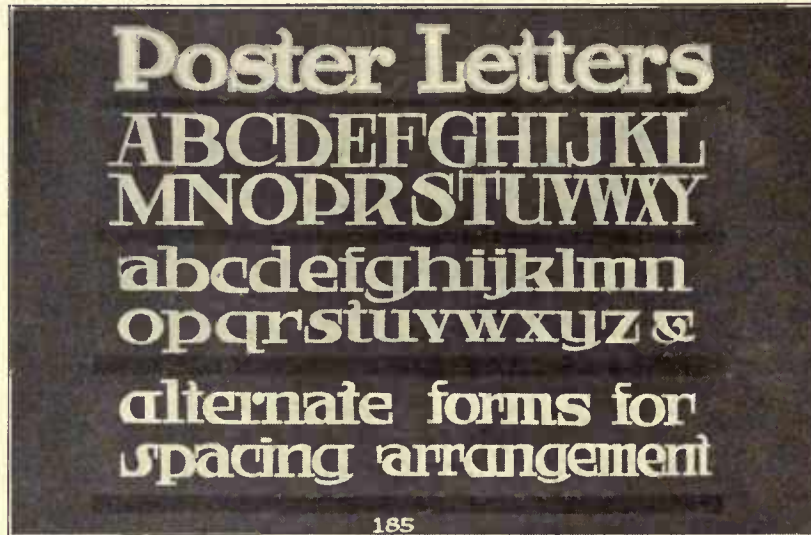 Poster Letters
ABCDEFGHIJKL
MNOPRSTUVWXY
abcdefghijklmn
opqrstuvwxyz &
alternate forms for
spacing arrangement
185